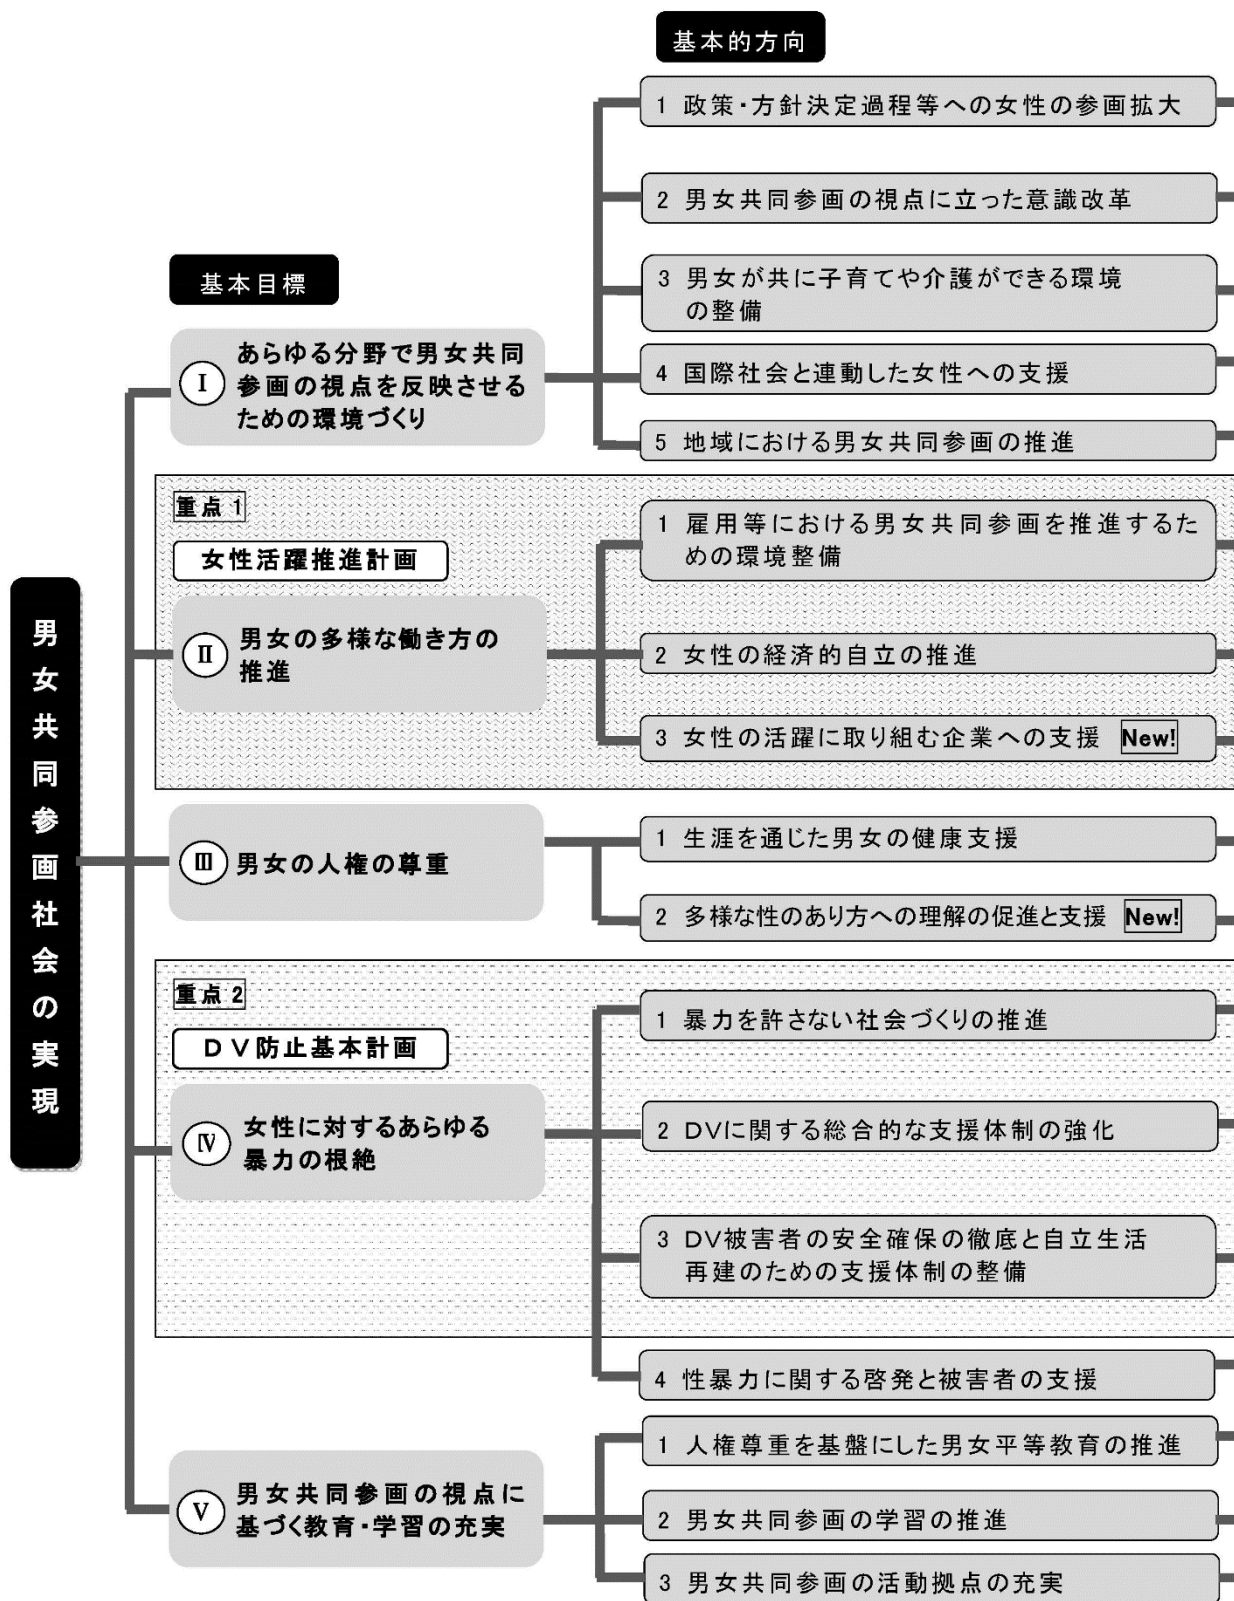 基本的方向
1 政策・方針決定過程等への女性の参画拡大
2 男女共同参画の視点に立った意識改革
3 男女が共に子育てや介護ができる環境
の整備
4 国際社会と連動した女性への支援
5 地域における男女共同参画の推進
基本目標
Ⅰ
あらゆる分野で男女共同
参画の視点を反映させる
ための環境づくり
重点1
女性活躍推進計画
Ⅱ
男女の多様な働き方の
推進
1 雇用等における男女共同参画を推進するた
めの環境整備
2 女性の経済的自立の推進
3 女性の活躍に取り組む企業への支援 New!
男女共同参画社会の実現
Ⅲ
男女の人権の尊重
1 生涯を通じた男女の健康支援
2 多様な性のあり方への理解の促進と支援 New!
重点2
DV防止基本計画
Ⅳ
女性に対するあらゆる
暴力の根絶
1 暴力を許さない社会づくりの推進
2 DVに関する総合的な支援体制の強化
3 DV被害者の安全確保の徹底と自立生活
再建のための支援体制の整備
4 性暴力に関する啓発と被害者の支援
Ⅴ
男女共同参画の視点に
基づく教育・学習の充実
1 人権尊重を基盤にした男女平等教育の推進
2 男女共同参画の学習の推進
3 男女共同参画の活動拠点の充実